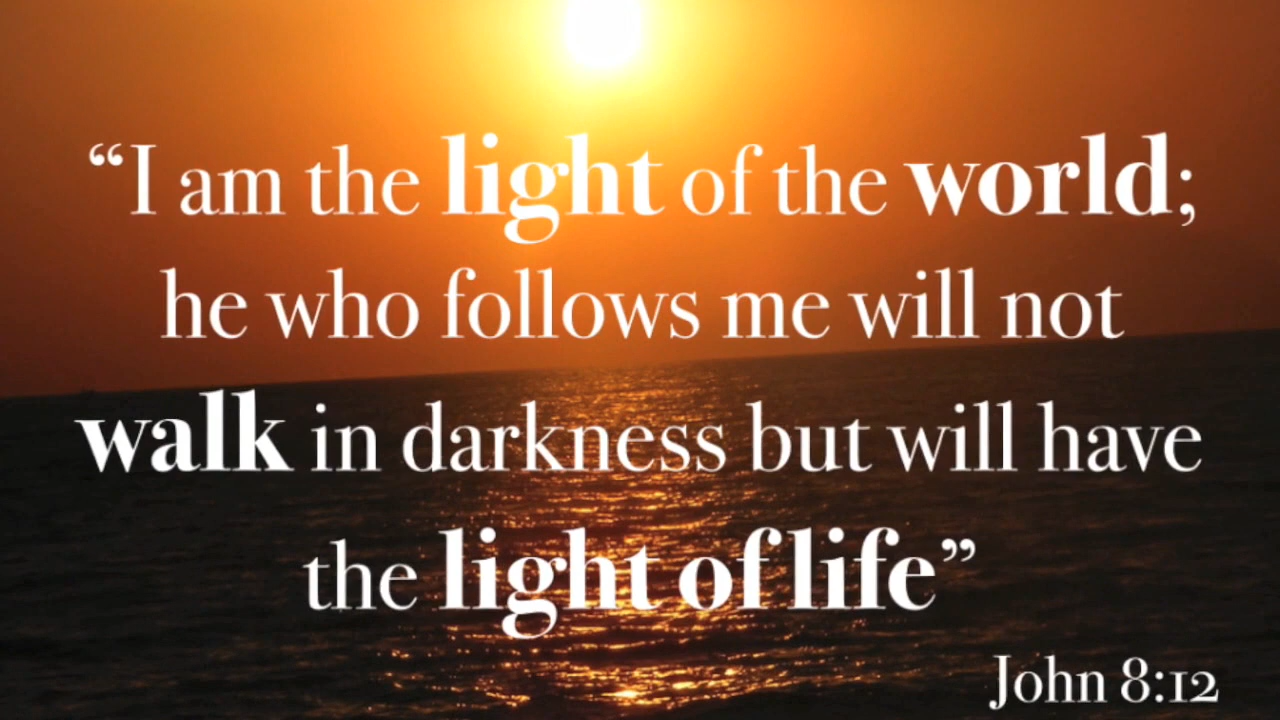 “I am the light of the world;
he who follows me will not
walk in darkness but will have
the light of life”
John 8:12